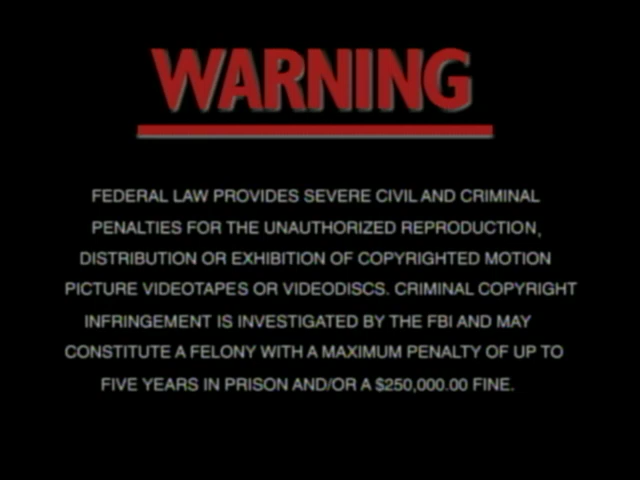 WARNING
FEDERAL LAW PROVIDES SEVERE CIVIL AND CRIMINAL
PENALTIES FOR THE UNAUTHORIZED REPRODUCTION,
DISTRIBUTION OR EXHIBITION OF COPYRIGHTED MOTION
PICTURE VIDEOTAPES OR VIDEODISCS. CRIMINAL COPYRIGHT
INFRINGEMENT IS INVESTIGATED BY THE FBI AND MAY
CONSTITUTE A FELONY WITH A MAXIMUM PENALTY OF UP TO
FIVE YEARS IN PRISON AND/OR A $250,000.00 FINE.